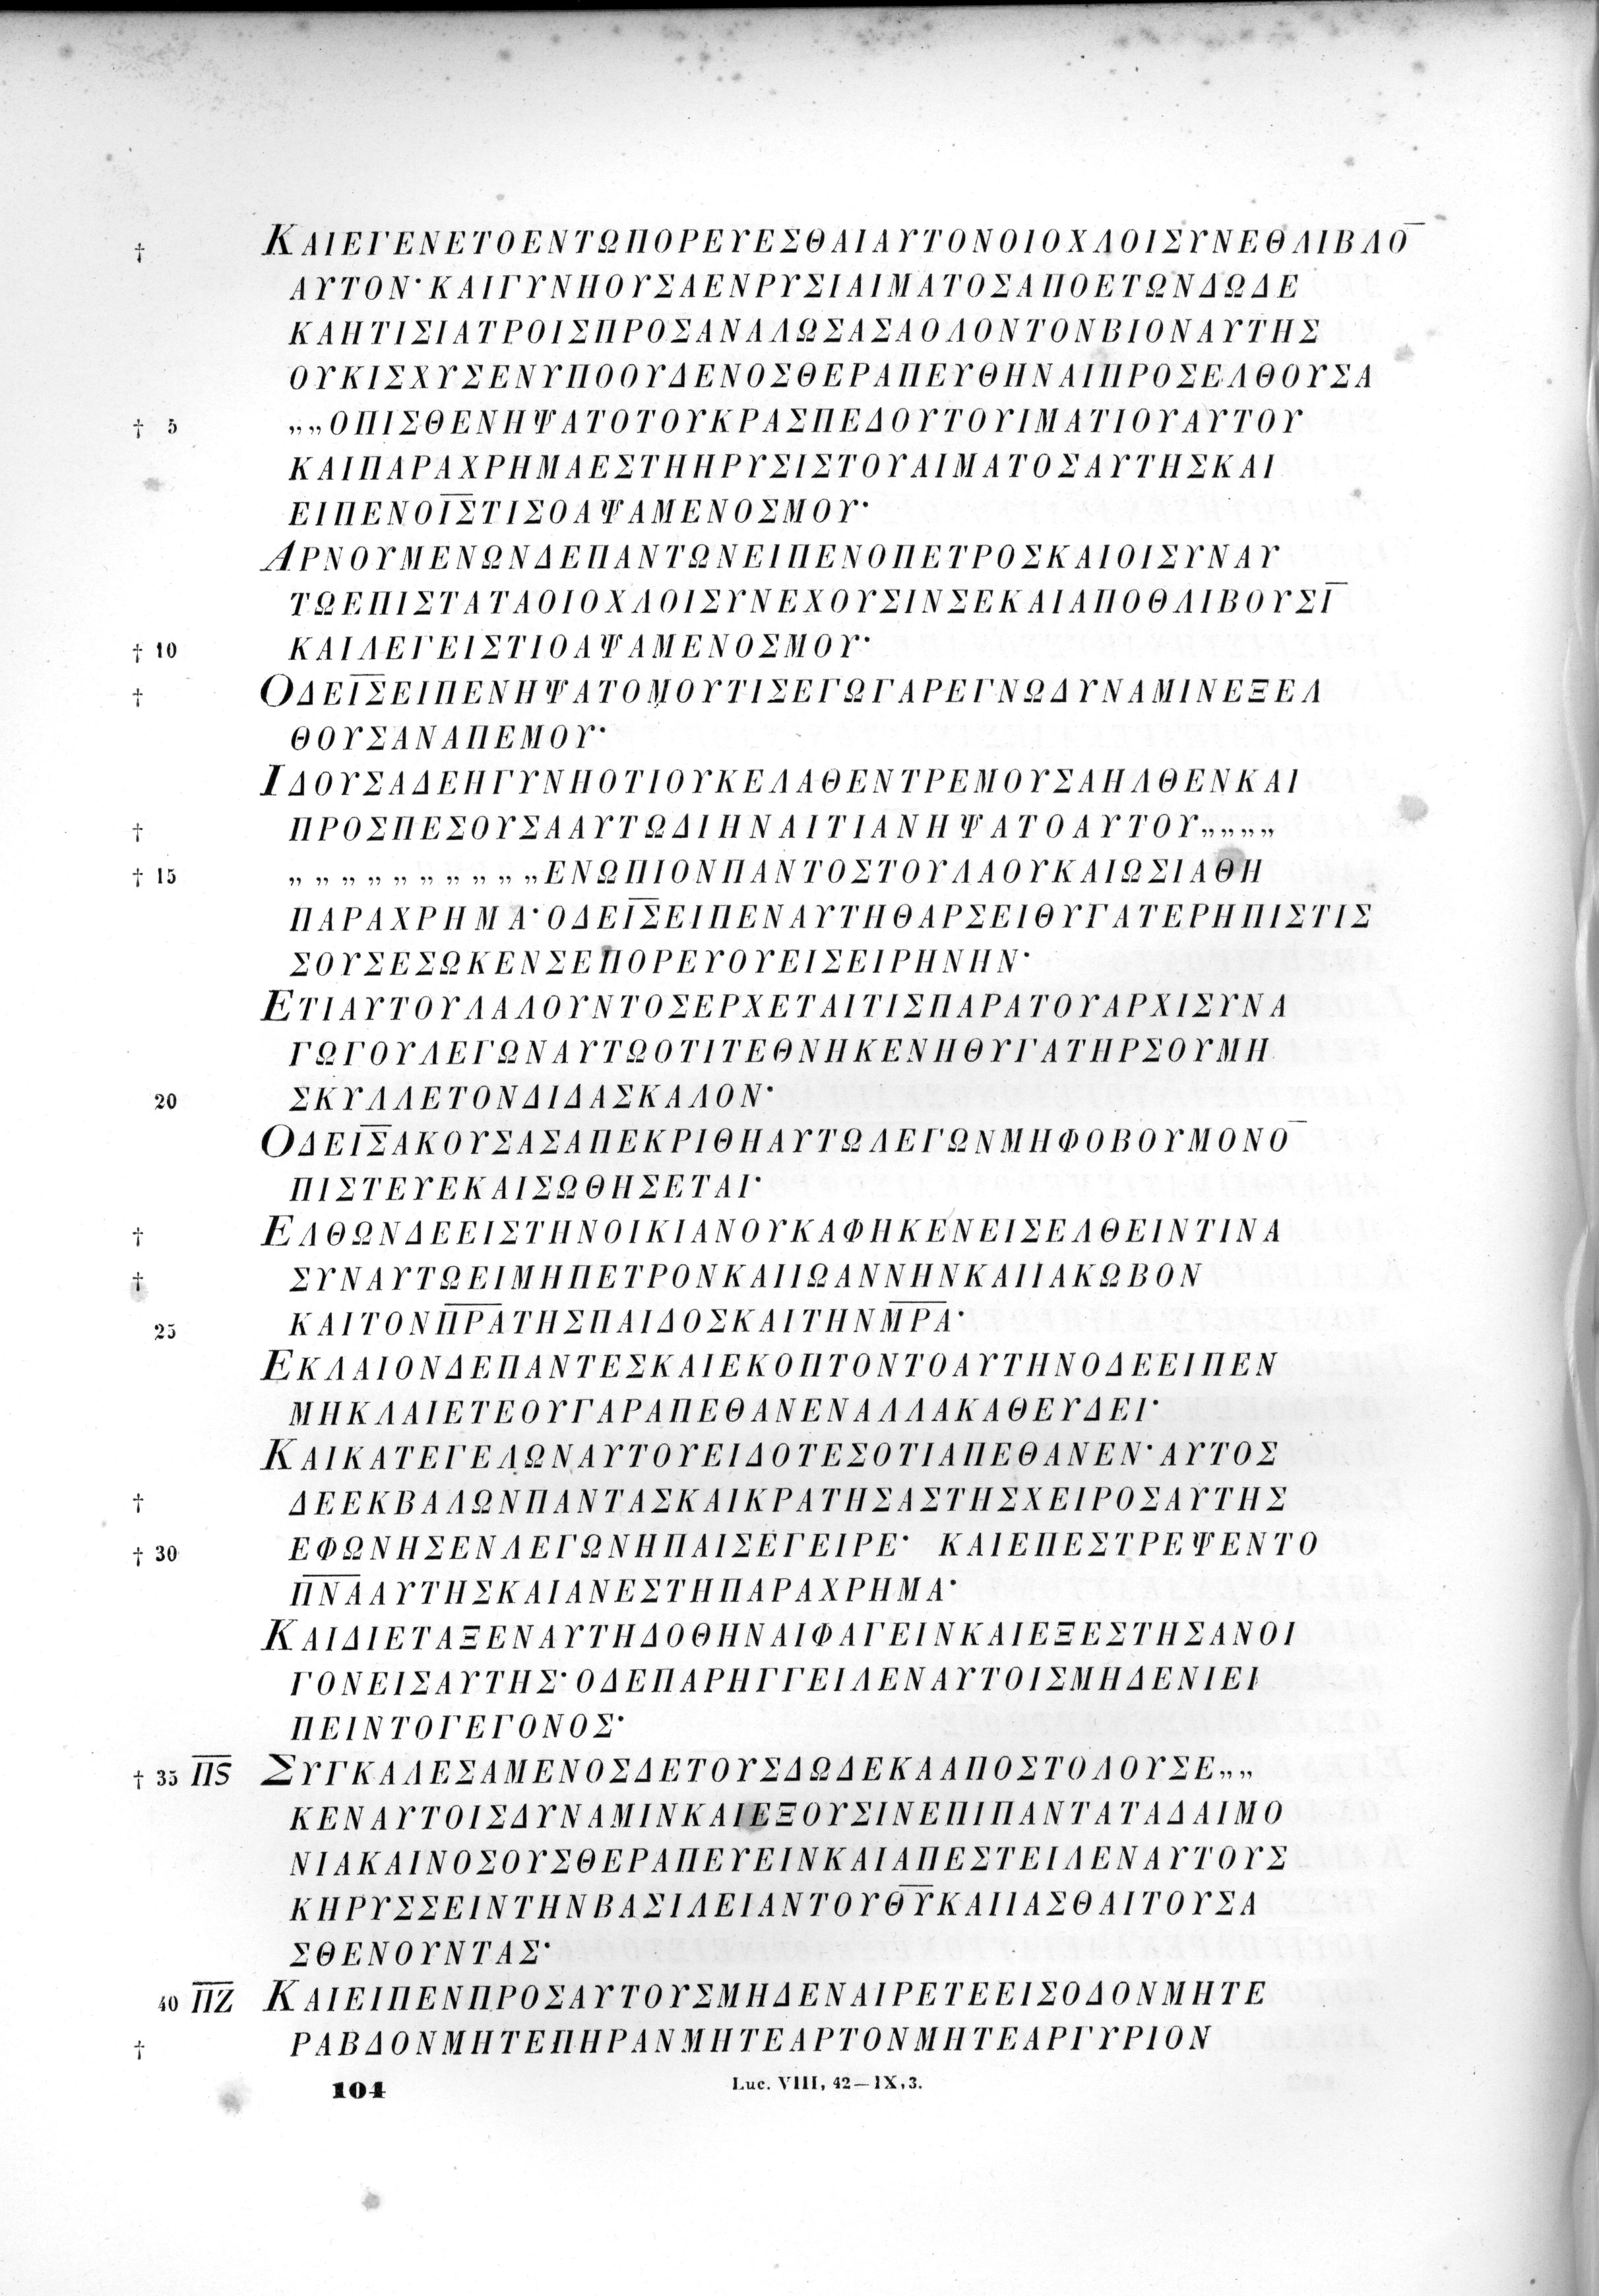 † ΚΑΙΕΓΕΝΕΤΟΕΝΤΩΠΟΡΕΥΕΣΘΑΙΑΥΤΟΝΟΙΟΧΛΟΙΣΥΝΕΘΛΙΒΛΟ̅
ΑΥΤΟΝ·ΚΑΙΓΥΝΗΟΥΣΑΕΝΡΥΣΙΑΙΜΑΤΟΣΑΠΟΕΤΩΝΔΩΔΕ
ΚΑΗΤΙΣΙΑΤΡΟΙΣΠΡΟΣΑΝΑΛΩΣΑΣΑΟΛΟΝΤΟΝΒΙΟΝΑΥΤΗΣ
ΟΥΚΙΣΧΥΣΕΝΥΠΟΟΥΔΕΝΟΣΘΕΡΑΠΕΥΘΗΝΑΙΠΡΟΣΕΛΘΟΥΣΑ
† 5 „„ΟΠΙΣΘΕΝΗΨΑΤΟΤΟΥΚΡΑΣΠΕΔΟΥΤΟΥΙΜΑΤΙΟΥΑΥΤΟΥ
ΚΑΙΠΑΡΑΧΡΗΜΑΕΣΤΗΗΡΥΣΙΣΤΟΥΑΙΜΑΤΟΣΑΥΤΗΣΚΑΙ
ΕΙΠΕΝΟΙ̅Σ̅ΤΙΣΟΑΨΑΜΕΝΟΣΜΟΥ·
ΑΡΝΟΥΜΕΝΩΝΔΕΠΑΝΤΩΝΕΙΠΕΝΟΠΕΤΡΟΣΚΑΙΟΙΣΥΝΑΥ
ΤΩΕΠΙΣΤΑΤΑΟΙΟΧΛΟΙΣΥΝΕΧΟΥΣΙΝΣΕΚΑΙΑΠΟΘΛΙΒΟΥΣΙ̅
† 10 ΚΑΙΛΕΓΕΙΣΤΙΟΑΨΑΜΕΝΟΣΜΟΥ·
† ΟΔΕΙ̅Σ̅ΕΙΠΕΝΗΨΑΤΟΜΟΥΤΙΣΕΓΩΓΑΡΕΓΝΩΔΥΝΑΜΙΝΕΞΕΛ
ΘΟΥΣΑΝΑΠΕΜΟΥ·
ΙΔΟΥΣΑΔΕΗΓΥΝΗΟΤΙΟΥΚΕΛΑΘΕΝΤΡΕΜΟΥΣΑΗΛΘΕΝΚΑΙ
† ΠΡΟΣΠΕΣΟΥΣΑΑΥΤΩΔΙΗΝΑΙΤΙΑΝΗΨΑΤΟΑΥΤΟΥ„„„„
† 15 „„„„„„„„„„ΕΝΩΠΙΟΝΠΑΝΤΟΣΤΟΥΛΑΟΥΚΑΙΩΣΙΑΘΗ
ΠΑΡΑΧΡΗΜΑ·ΟΔΕΙ̅Σ̅ΕΙΠΕΝΑΥΤΗΘΑΡΣΕΙΘΥΓΑΤΕΡΗΠΙΣΤΙΣ
ΣΟΥΣΕΣΩΚΕΝΣΕΠΟΡΕΥΟΥΕΙΣΕΙΡΗΝΗΝ·
ΕΤΙΑΥΤΟΥΛΑΛΟΥΝΤΟΣΕΡΧΕΤΑΙΤΙΣΠΑΡΑΤΟΥΑΡΧΙΣΥΝΑ
ΓΩΓΟΥΛΕΓΩΝΑΥΤΩΟΤΙΤΕΘΝΗΚΕΝΗΘΥΓΑΤΗΡΣΟΥΜΗ
20 ΣΚΥΛΛΕΤΟΝΔΙΔΑΣΚΑΛΟΝ·
ΟΔΕΙ̅Σ̅ΑΚΟΥΣΑΣΑΠΕΚΡΙΘΗΑΥΤΩΛΕΓΩΝΜΗΦΟΒΟΥΜΟΝΟ̅
ΠΙΣΤΕΥΕΚΑΙΣΩΘΗΣΕΤΑΙ·
† ΕΛΘΩΝΔΕΕΙΣΤΗΝΟΙΚΙΑΝΟΥΚΑΦΗΚΕΝΕΙΣΕΛΘΕΙΝΤΙΝΑ
† ΣΥΝΑΥΤΩΕΙΜΗΠΕΤΡΟΝΚΑΙΙΩΑΝΝΗΝΚΑΙΙΑΚΩΒΟΝ
25 ΚΑΙΤΟΝΠ̅Ρ̅Α̅ΤΗΣΠΑΙΔΟΣΚΑΙΤΗΝΜ̅Ρ̅Α̅·
ΕΚΛΑΙΟΝΔΕΠΑΝΤΕΣΚΑΙΕΚΟΠΤΟΝΤΟΑΥΤΗΝΟΔΕΕΙΠΕΝ
ΜΗΚΛΑΙΕΤΕΟΥΓΑΡΑΠΕΘΑΝΕΝΑΛΛΑΚΑΘΕΥΔΕΙ·
ΚΑΙΚΑΤΕΓΕΛΩΝΑΥΤΟΥΕΙΔΟΤΕΣΟΤΙΑΠΕΘΑΝΕΝ·ΑΥΤΟΣ
† ΔΕΕΚΒΑΛΩΝΠΑΝΤΑΣΚΑΙΚΡΑΤΗΣΑΣΤΗΣΧΕΙΡΟΣΑΥΤΗΣ
† 30 ΕΦΩΝΗΣΕΝΛΕΓΩΝΗΠΑΙΣΕΓΕΙΡΕ· ΚΑΙΕΠΕΣΤΡΕΨΕΝΤΟ
Π̅Ν̅Α̅ΑΥΤΗΣΚΑΙΑΝΕΣΤΗΠΑΡΑΧΡΗΜΑ·
ΚΑΙΔΙΕΤΑΞΕΝΑΥΤΗΔΟΘΗΝΑΙΦΑΓΕΙΝΚΑΙΕΞΕΣΤΗΣΑΝΟΙ
ΓΟΝΕΙΣΑΥΤΗΣ·ΟΔΕΠΑΡΗΓΓΕΙΛΕΝΑΥΤΟΙΣΜΗΔΕΝΙΕΙ
ΠΕΙΝΤΟΓΕΓΟΝΟΣ·
† 35 Π̅S̅ ΣΥΓΚΑΛΕΣΑΜΕΝΟΣΔΕΤΟΥΣΔΩΔΕΚΑΑΠΟΣΤΟΛΟΥΣΕ„„
ΚΕΝΑΥΤΟΙΣΔΥΝΑΜΙΝΚΑΙΕΞΟΥΣΙΝΕΠΙΠΑΝΤΑΤΑΔΑΙΜΟ
ΝΙΑΚΑΙΝΟΣΟΥΣΘΕΡΑΠΕΥΕΙΝΚΑΙΑΠΕΣΤΕΙΛΕΝΑΥΤΟΥΣ
ΚΗΡΥΣΣΕΙΝΤΗΝΒΑΣΙΛΕΙΑΝΤΟΥΘ̅Υ̅ΚΑΙΙΑΣΘΑΙΤΟΥΣΑ
ΣΘΕΝΟΥΝΤΑΣ·
40 Π̅Ζ̅ ΚΑΙΕΙΠΕΝΠΡΟΣΑΥΤΟΥΣΜΗΔΕΝΑΙΡΕΤΕΕΙΣΟΔΟΝΜΗΤΕ
† ΡΑΒΔΟΝΜΗΤΕΠΗΡΑΝΜΗΤΕΑΡΤΟΝΜΗΤΕΑΡΓΥΡΙΟΝ
104 Luc. VIII, 42—IX, 3.